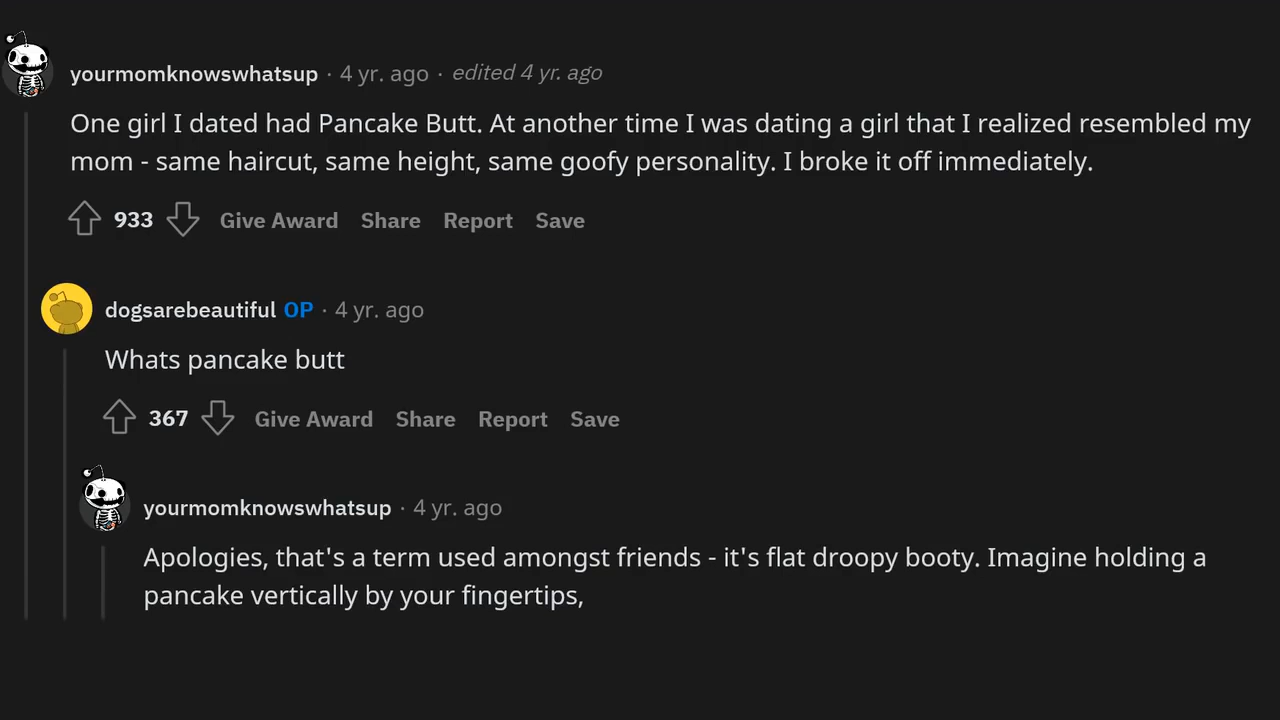 yourmomknowswhatsup · 4 yr. ago · edited 4 yr. ago
One girl I dated had Pancake Butt. At another time I was dating a girl that I realized resembled my
mom - same haircut, same height, same goofy personality. I broke it off immediately.
933 Give Award Share Report Save
dogsarebeautiful OP · 4 yr. ago
Whats pancake butt
367 Give Award Share Report Save
yourmomknowswhatsup · 4 yr. ago
Apologies, that's a term used amongst friends - it's flat droopy booty. Imagine holding a
pancake vertically by your fingertips,